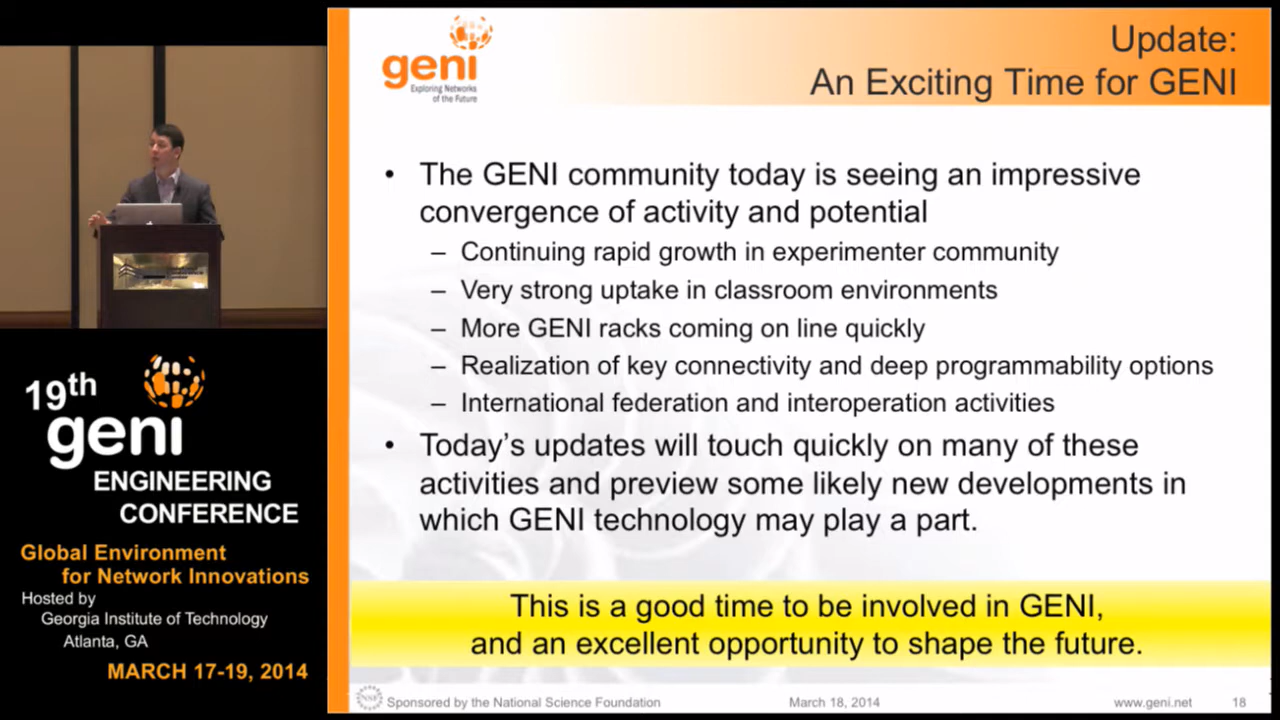 geni
Exploring Networks
of the Future
Update:
An Exciting Time for GENI
• The GENI community today is seeing an impressive
convergence of activity and potential
– Continuing rapid growth in experimenter community
– Very strong uptake in classroom environments
– More GENI racks coming on line quickly
– Realization of key connectivity and deep programmability options
– International federation and interoperation activities
• Today's updates will touch quickly on many of these
activities and preview some likely new developments in
which GENI technology may play a part.
This is a good time to be involved in GENI,
and an excellent opportunity to shape the future.
NSF
Sponsored by the National Science Foundation
March 18, 2014
www.geni.net
18
19th
geni
ENGINEERING
CONFERENCE
Global Environment
for Network Innovations
Hosted by
Georgia Institute of Technology
Atlanta, GA
MARCH 17-19, 2014